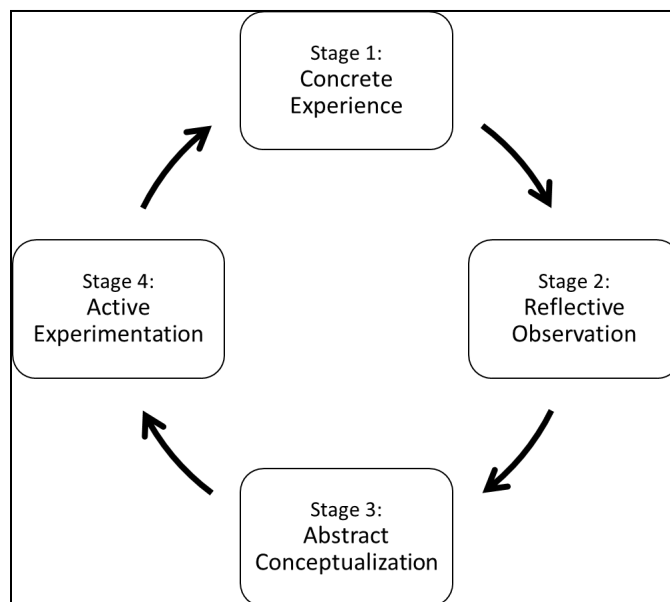 Stage 1:
Concrete
Experience
Stage 2:
Reflective
Observation
Stage 3:
Abstract
Conceptualization
Stage 4:
Active
Experimentation